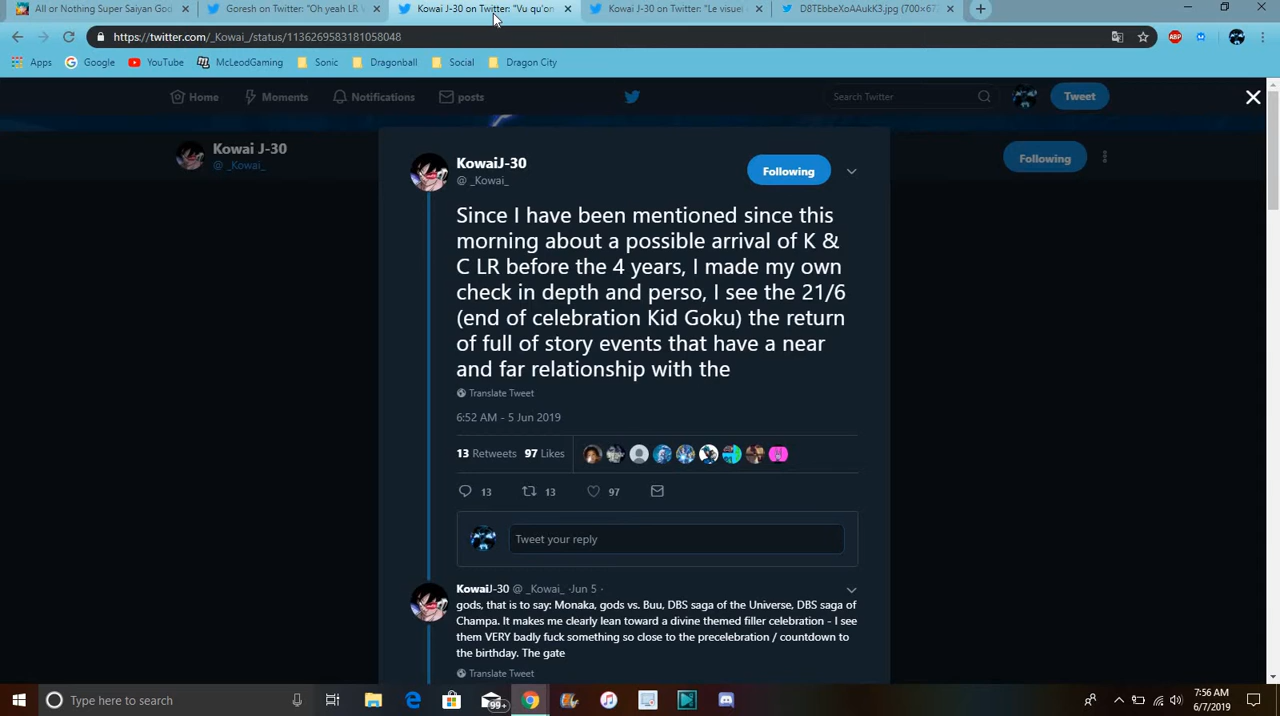 All or Nothing Super Saiyan God
Goresh on Twitter: "Oh yeah LR
Kowai J-30 on Twitter: "Vu qu'on
Kowai J-30 on Twitter: "Le visuel
D8TEbbeXoAAukK3.jpg (700×67
https://twitter.com/_Kowai_/status/1136269583181058048
ABP
Apps
Google
YouTube
McLeodGaming
Sonic
Dragonball
Social
Dragon City
Home
Moments
Notifications
posts
Search Twitter
Tweet
Kowai J-30
@ _Kowai_
Following
KowaiJ-30
@ _Kowai_
Following
Since I have been mentioned since this
morning about a possible arrival of K &
C LR before the 4 years, I made my own
check in depth and perso, I see the 21/6
(end of celebration Kid Goku) the return
of full of story events that have a near
and far relationship with the
Translate Tweet
6:52 AM - 5 Jun 2019
13 Retweets 97 Likes
13 13 97
Tweet your reply
KowaiJ-30 @ _Kowai_ ·Jun 5 ·
gods, that is to say: Monaka, gods vs. Buu, DBS saga of the Universe, DBS saga of
Champa. It makes me clearly lean toward a divine themed filler celebration - I see
them VERY badly fuck something so close to the precelebration / countdown to
the birthday. The gate
Translate Tweet
Type here to search
99+
7:56 AM
6/7/2019